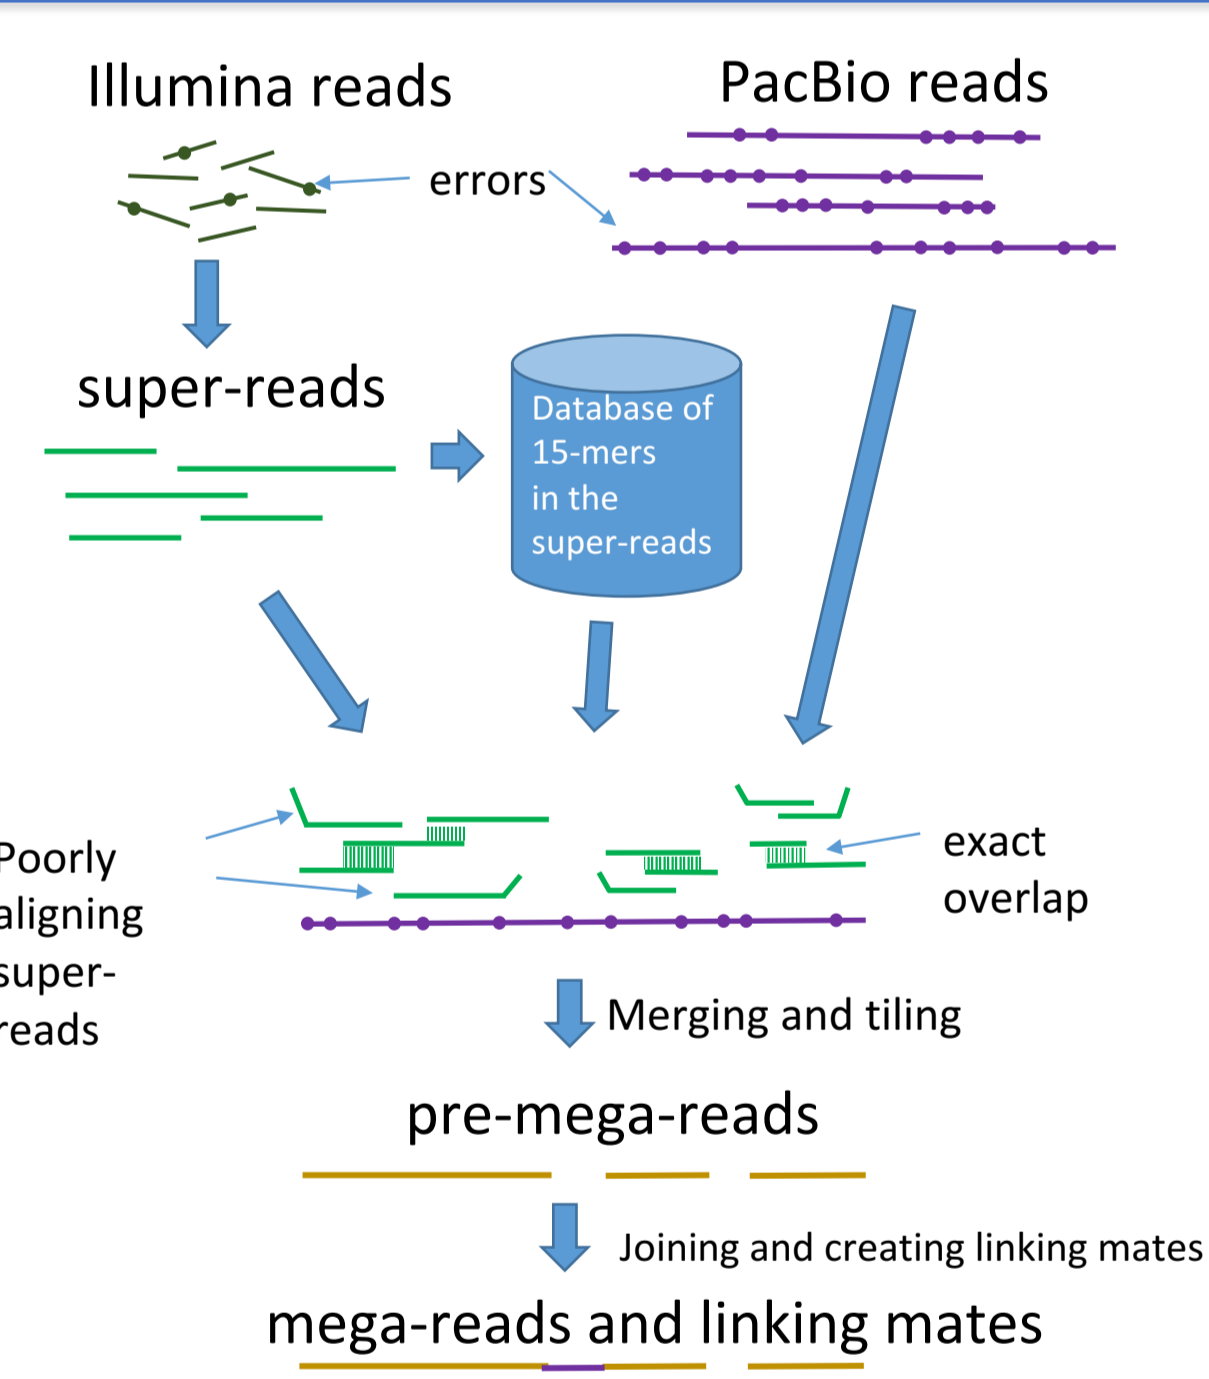 Illumina reads
PacBio reads
errors
super-reads
Database of
15-mers
in the
super-reads
Poorly
aligning
super-
reads
exact
overlap
Merging and tiling
pre-mega-reads
Joining and creating linking mates
mega-reads and linking mates